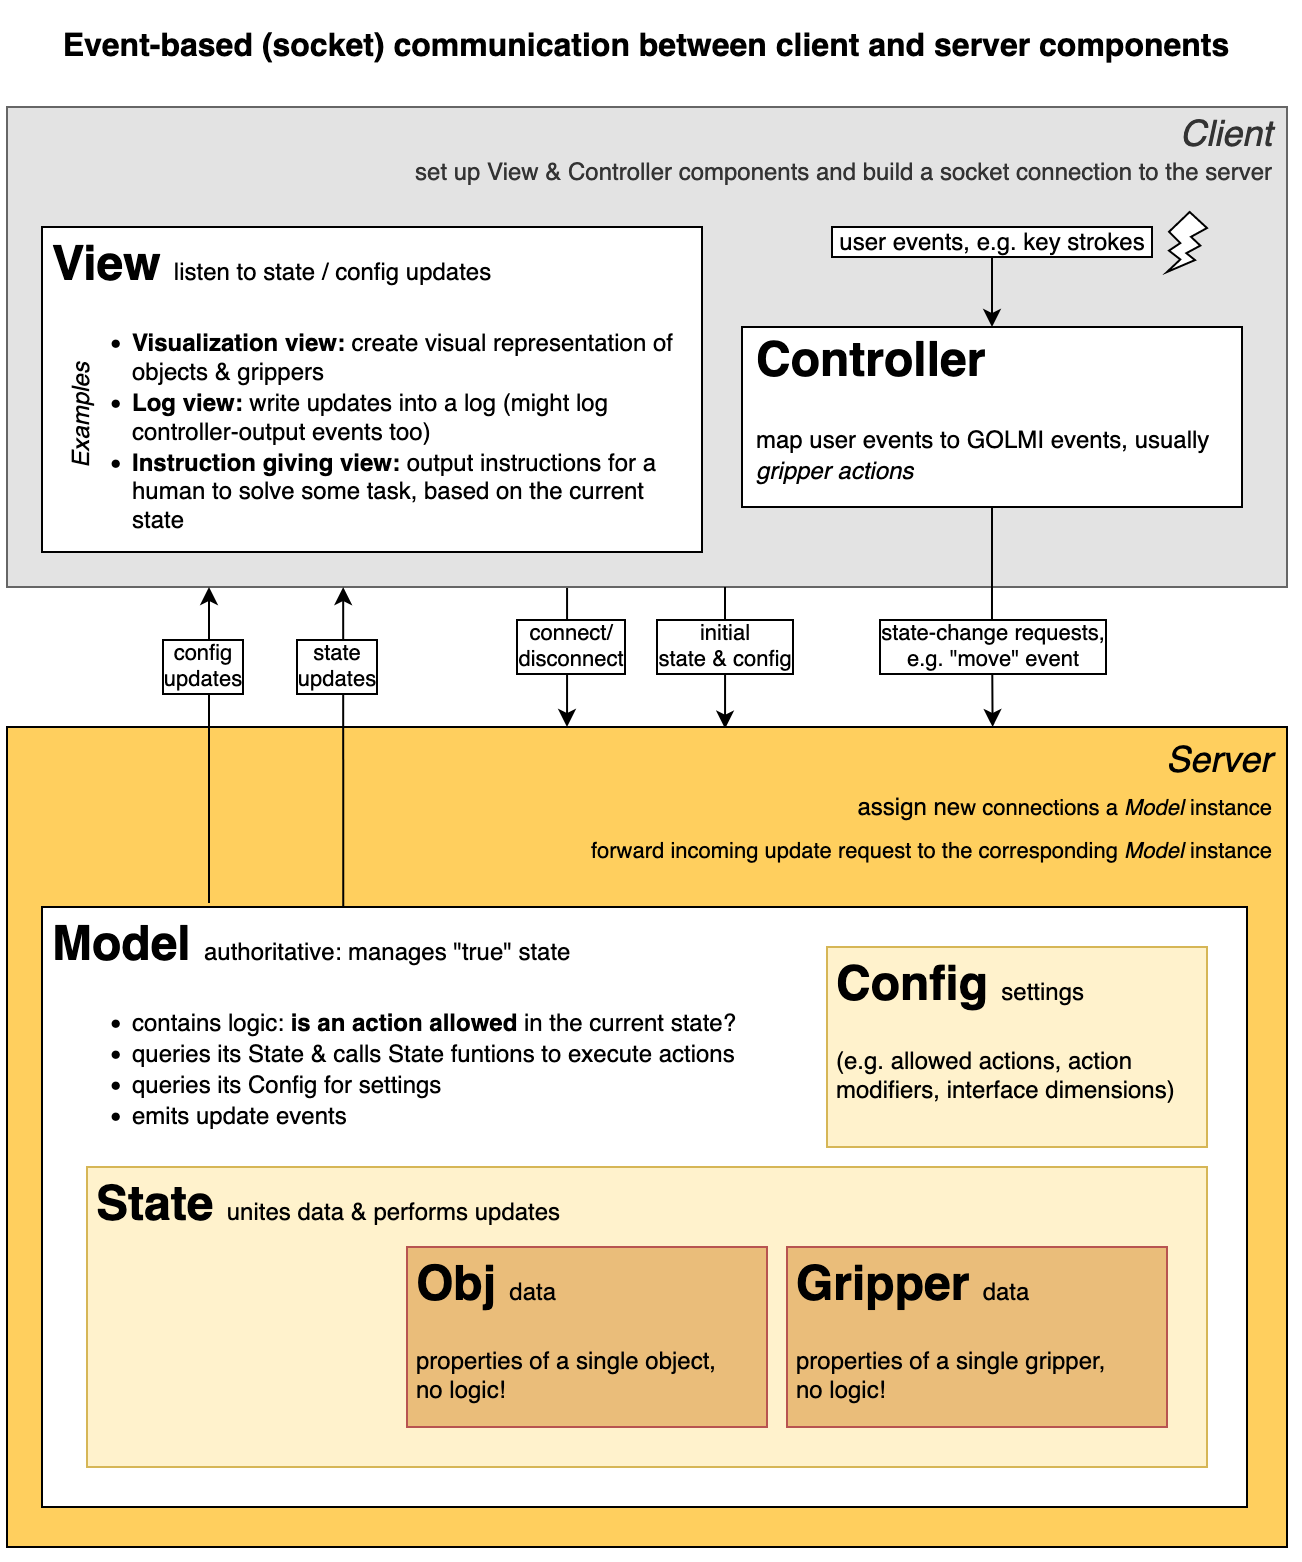 Event-based (socket) communication between client and server components
Client
set up View & Controller components and build a socket connection to the server
View listen to state / config updates
Examples
• Visualization view: create visual representation of
objects & grippers
• Log view: write updates into a log (might log
controller-output events too)
• Instruction giving view: output instructions for a
human to solve some task, based on the current
state
user events, e.g. key strokes
Controller
map user events to GOLMI events, usually
gripper actions
config
updates
state
updates
connect/
disconnect
initial
state & config
state-change requests,
e.g. "move" event
Server
assign new connections a Model instance
forward incoming update request to the corresponding Model instance
Model authoritative: manages "true" state
• contains logic: is an action allowed in the current state?
• queries its State & calls State funtions to execute actions
• queries its Config for settings
• emits update events
Config settings
(e.g. allowed actions, action
modifiers, interface dimensions)
State unites data & performs updates
Obj data
properties of a single object,
no logic!
Gripper data
properties of a single gripper,
no logic!